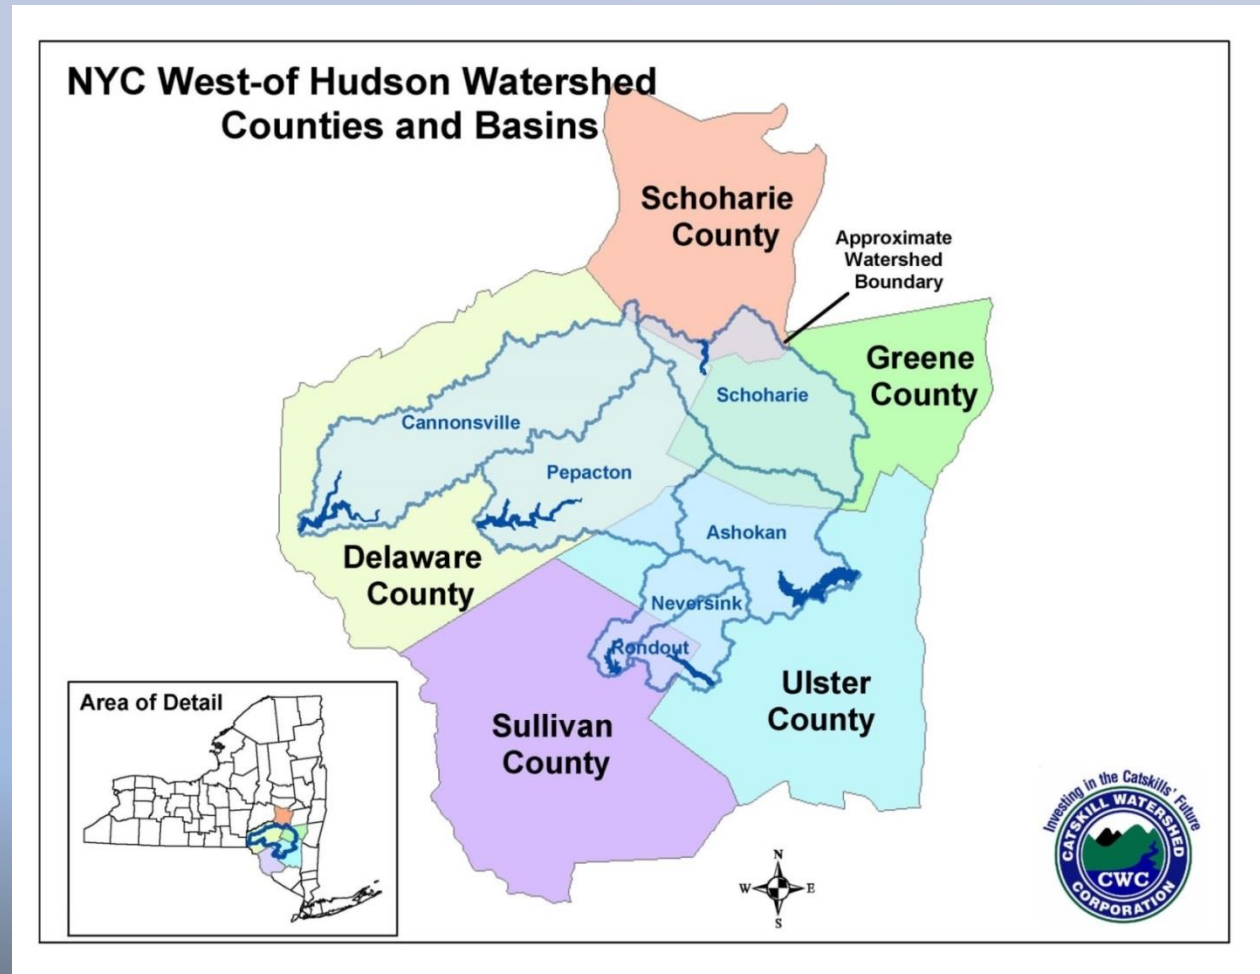 NYC West-of Hudson Watershed
Counties and Basins
Schoharie
County
Approximate
Watershed
Boundary
Greene
County
Schoharie
Cannonsville
Pepacton
Ashokan
Delaware
County
Neversink
Rondout
Ulster
County
Sullivan
County
Area of Detail
N
W
E
S
Investing in the Catskills' Future
CATSKILL WATERSHED
CWC
CORPORATION